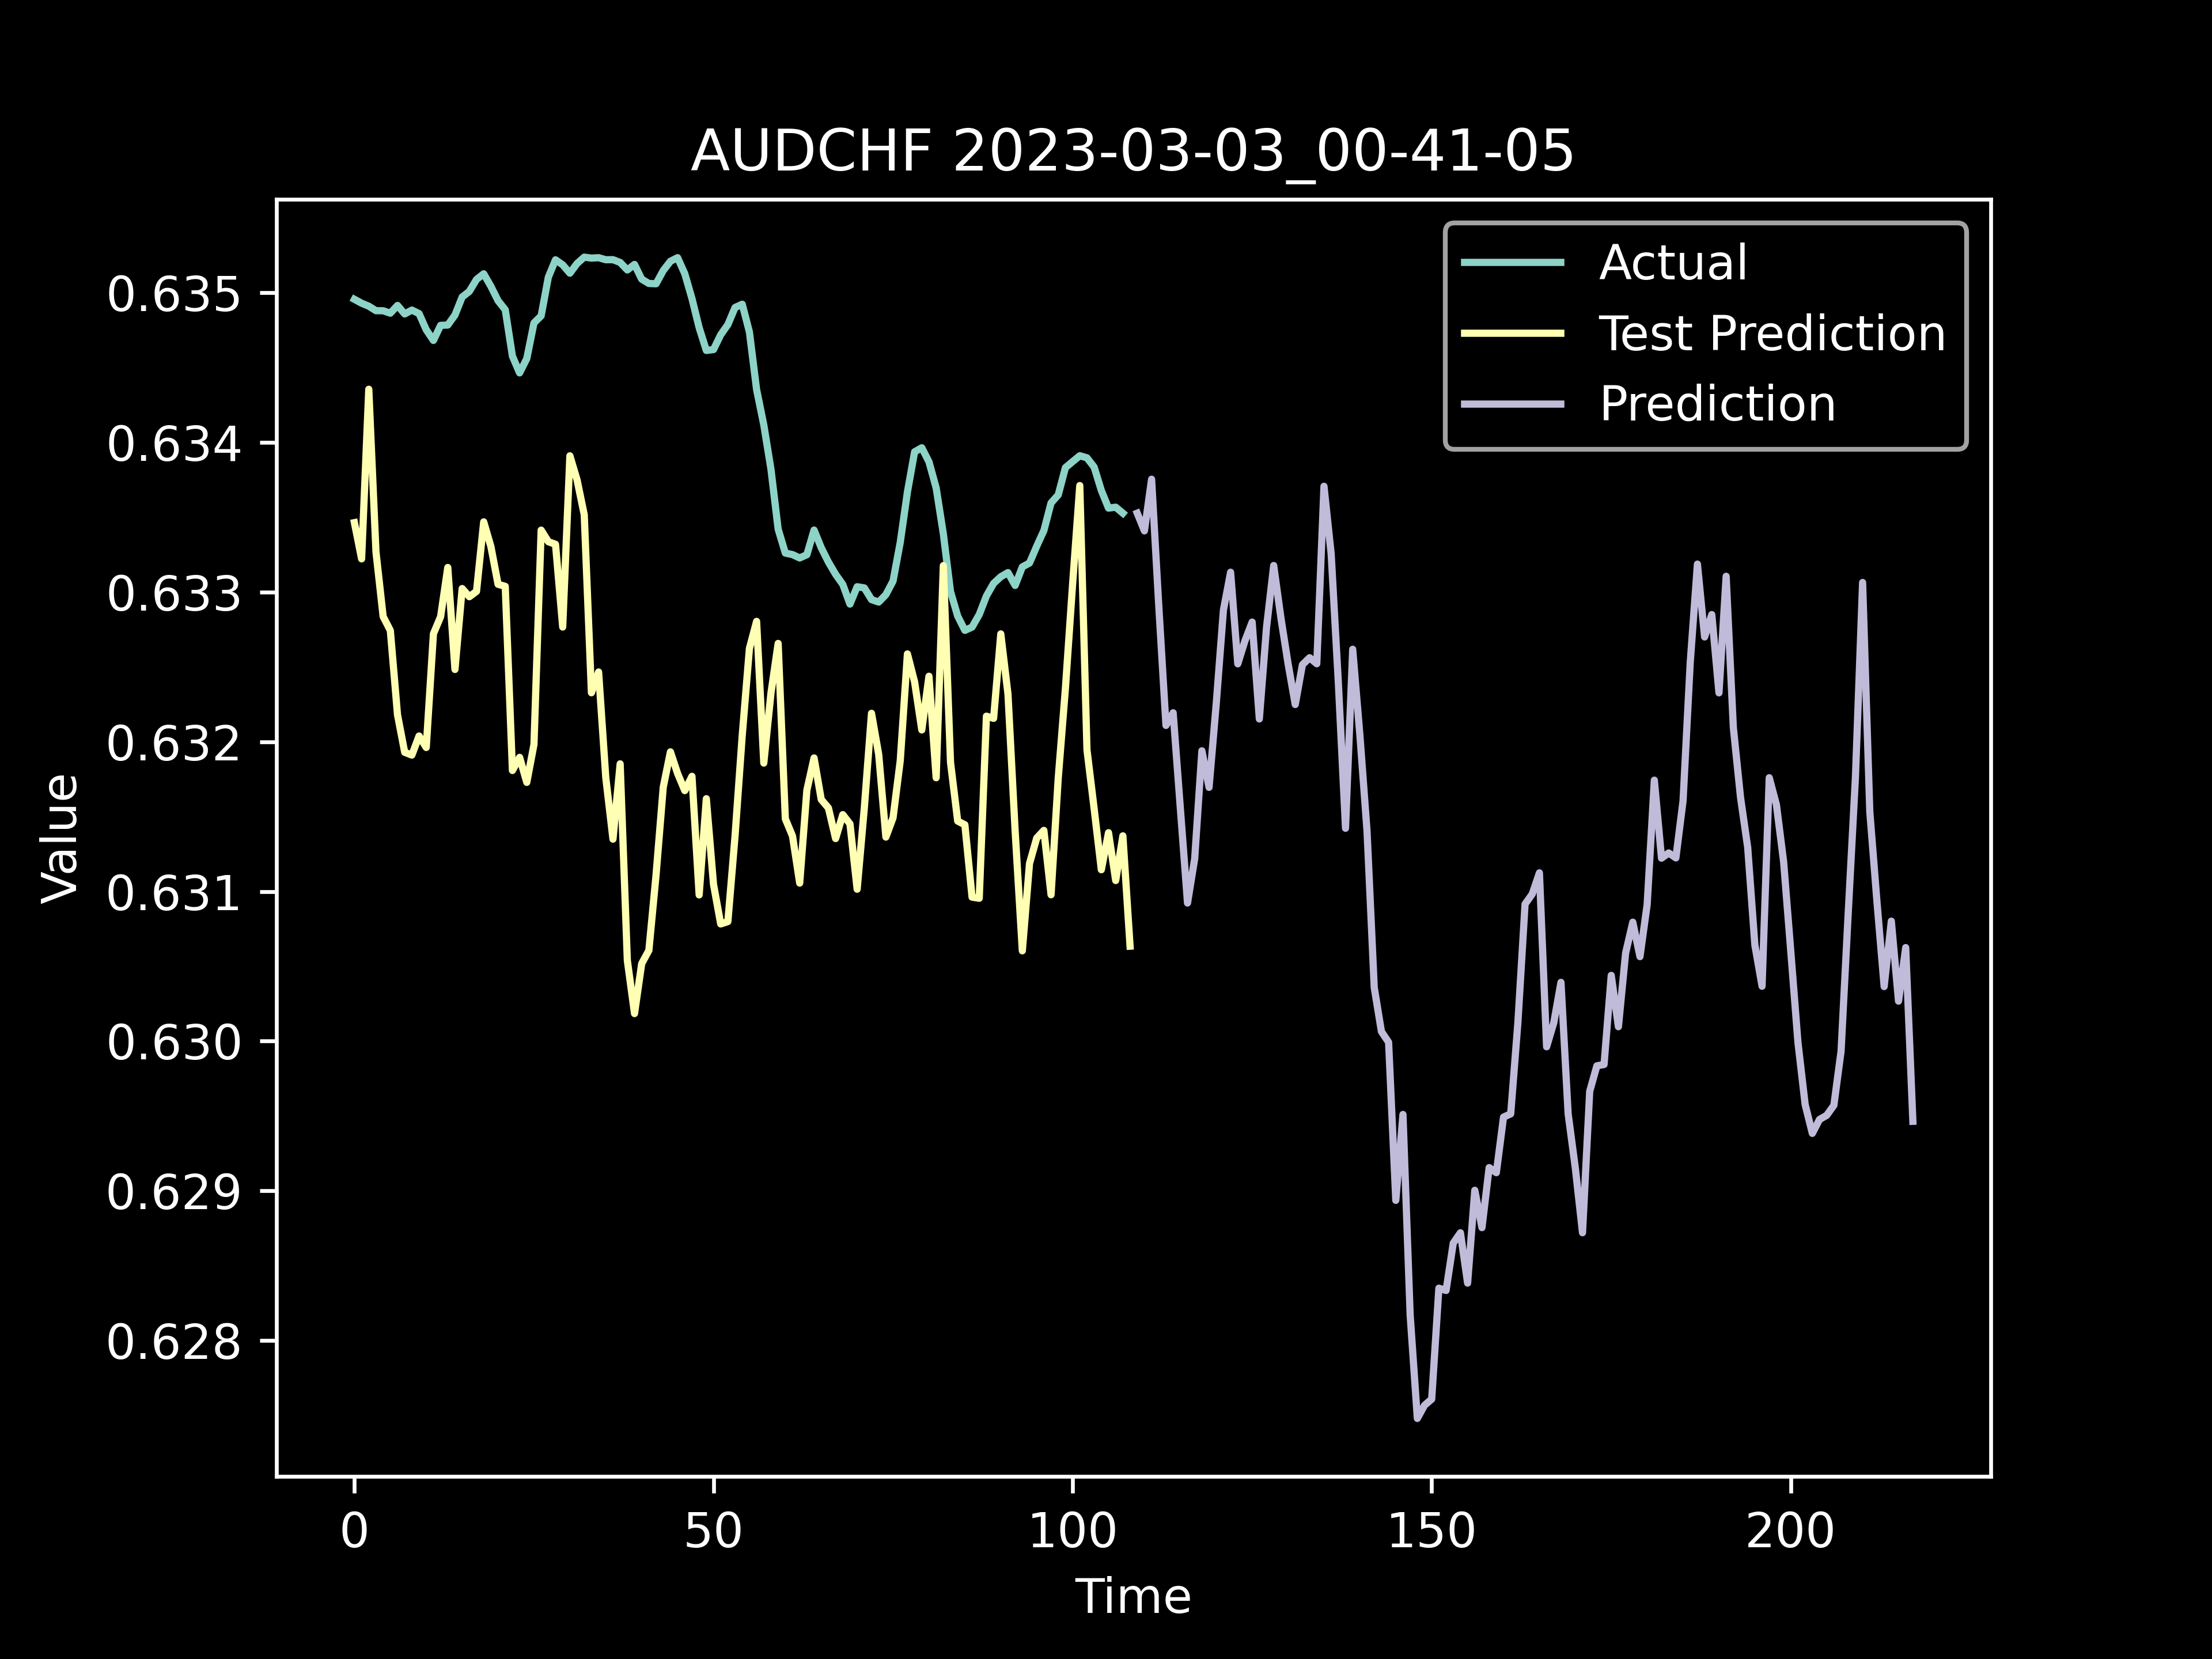 AUDCHF 2023-03-03_00-41-05
Actual
Test Prediction
Prediction
0.635
0.634
0.633
0.632
0.631
0.630
0.629
0.628
Value
0 50 100 150 200
Time